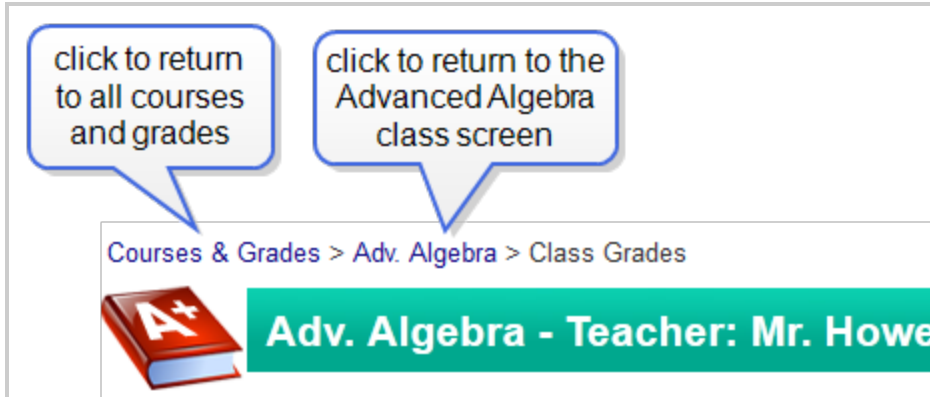 click to return
to all courses
and grades
click to return to the
Advanced Algebra
class screen
Courses & Grades > Adv. Algebra > Class Grades
A+
Adv. Algebra - Teacher: Mr. Howe